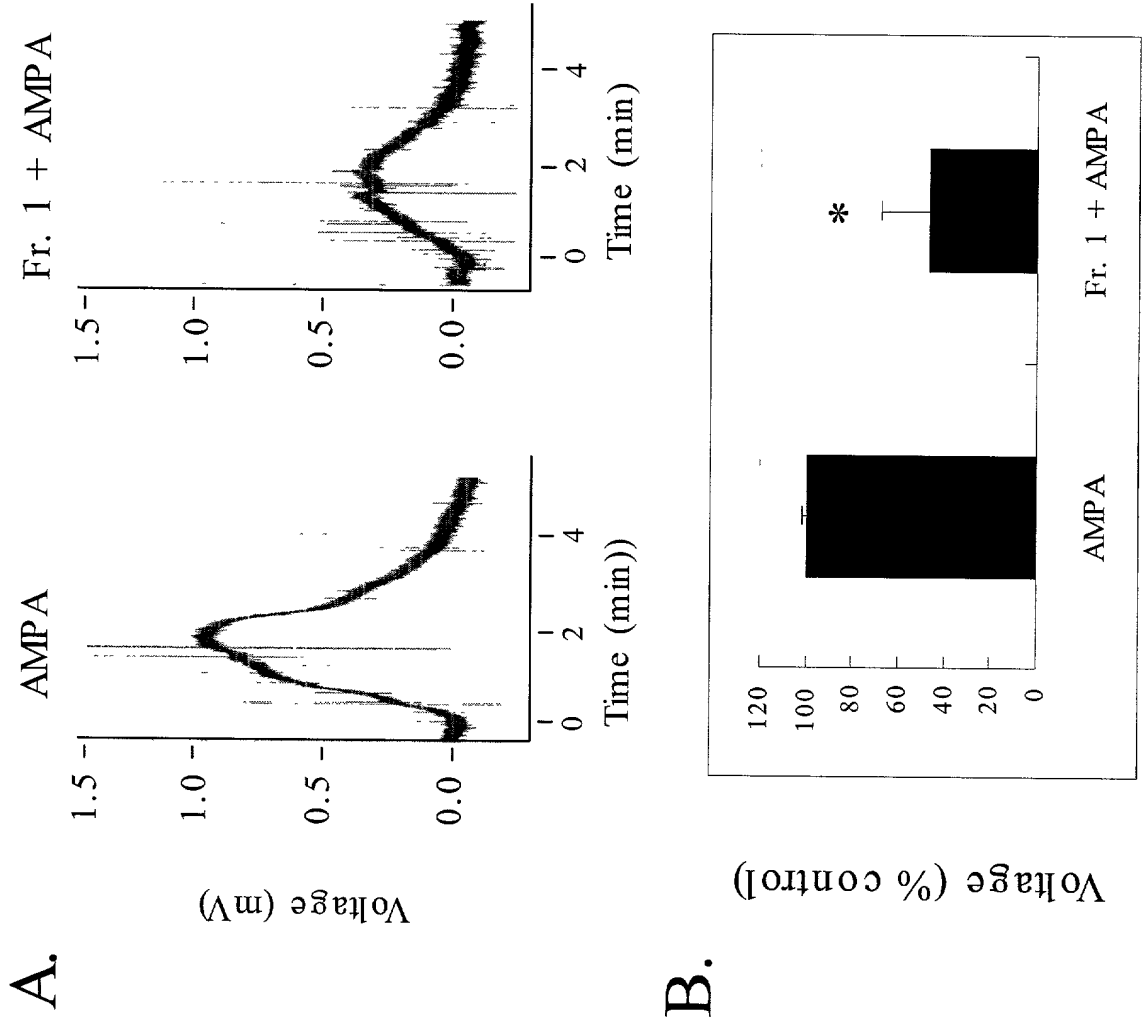 A.
AMPA
Fr. 1 + AMPA
Voltage (mV)
1.5
1.0
0.5
0.0
0 2 4
Time (min))
1.5
1.0
0.5
0.0
0 2 4
Time (min)
B.
Voltage (% control)
120
100
80
60
40
20
0
*
AMPA
Fr. 1 + AMPA